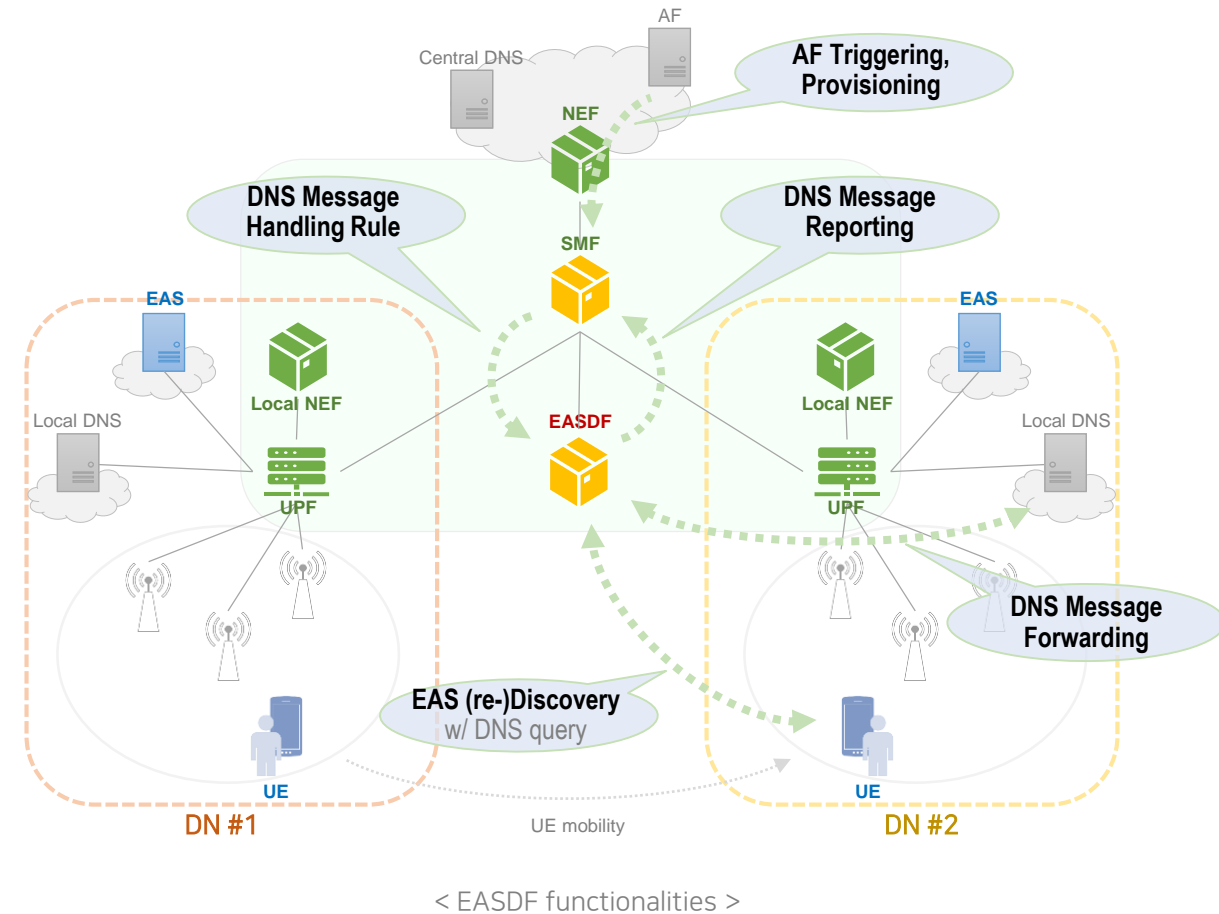 AF
Central DNS
AF Triggering,
Provisioning
NEF
DNS Message
Handling Rule
DNS Message
Reporting
SMF
EAS
EAS
Local NEF
Local NEF
Local DNS
EASDF
Local DNS
UPF
UPF
DNS Message
Forwarding
EAS (re-)Discovery
w/ DNS query
UE
UE
DN #1
UE mobility
DN #2
< EASDF functionalities >